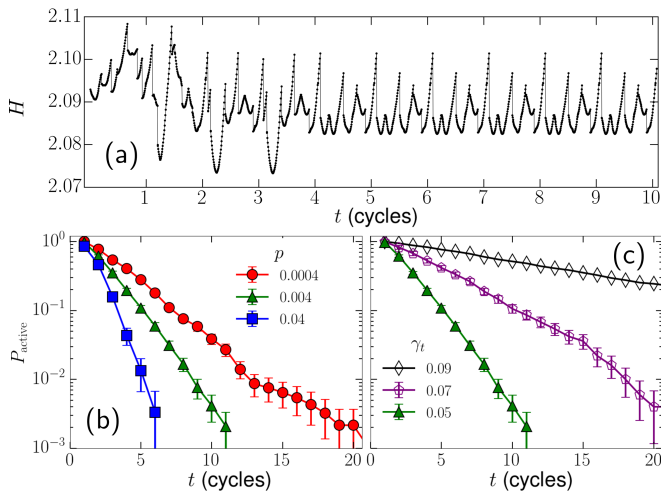 2.11
2.10
2.09
2.08
2.07
H
(a)
1 2 3 4 5 6 7 8 9 10
t (cycles)
10^0
10^-1
10^-2
10^-3
P_active
p
0.0004
0.004
0.04
(b)
0 5 10 15 20
t (cycles)
(c)
γ_t
0.09
0.07
0.05
0 5 10 15 20
t (cycles)